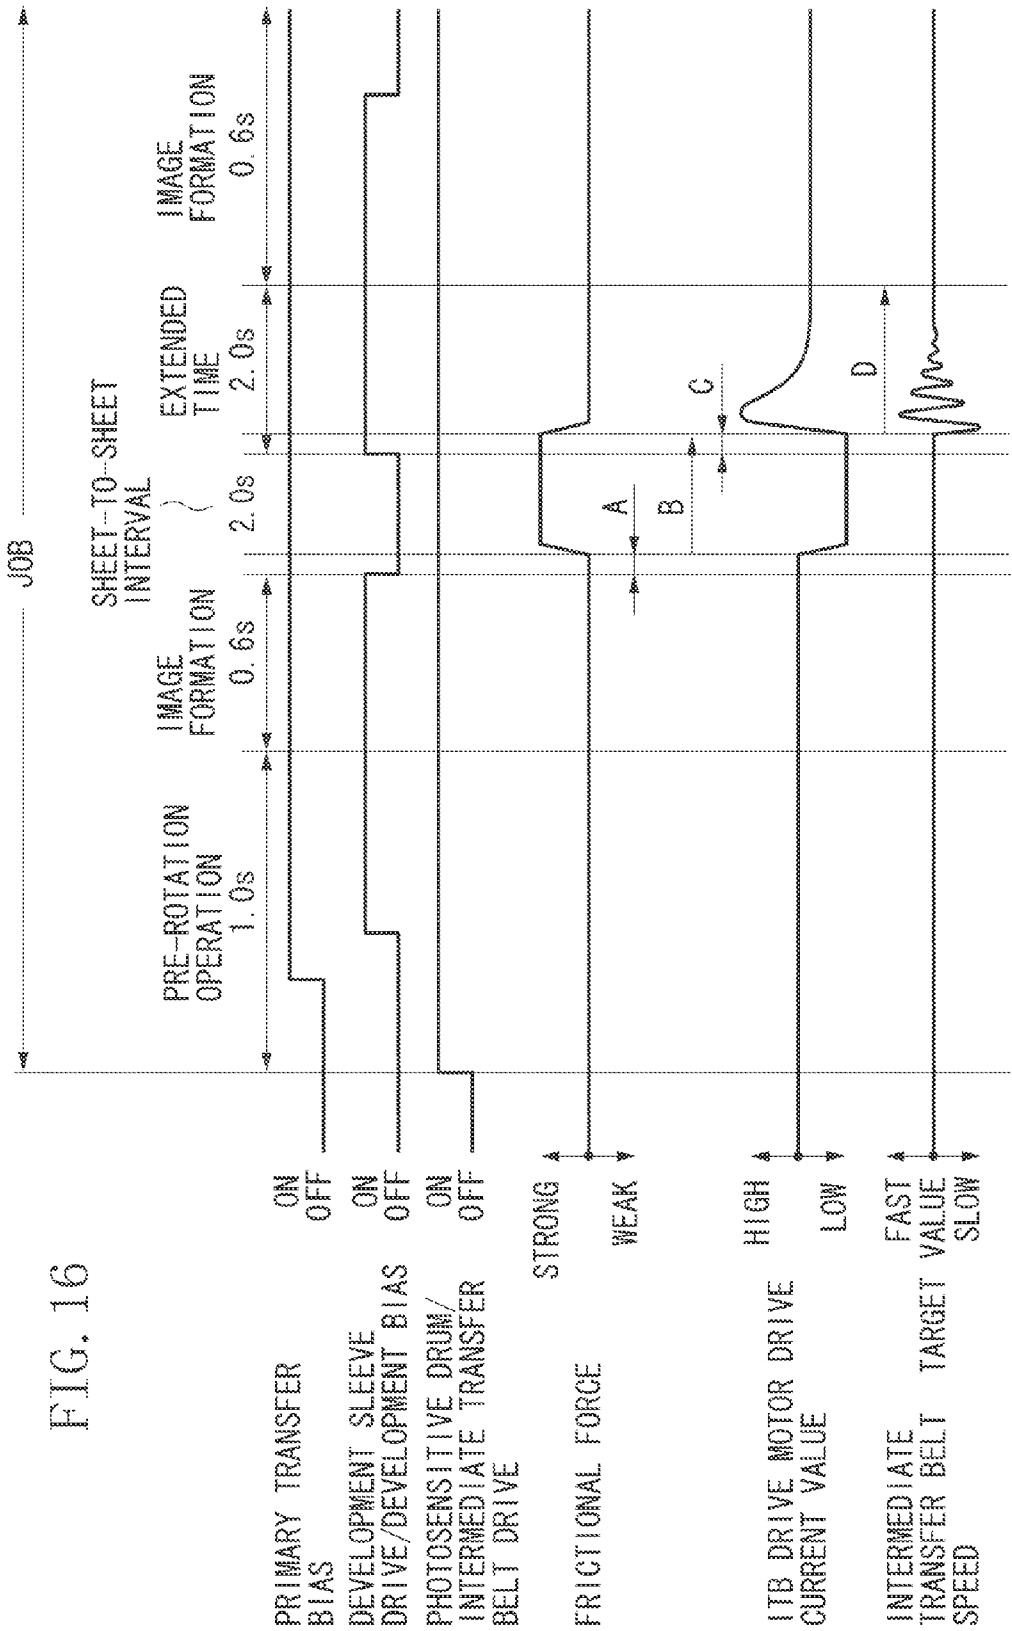 FIG. 16
JOB
SHEET-TO-SHEET
INTERVAL
PRE-ROTATION
OPERATION
1.0s
IMAGE
FORMATION
0.6s
2.0s
EXTENDED
TIME
2.0s
IMAGE
FORMATION
0.6s
PRIMARY TRANSFER
BIAS
ON
OFF
DEVELOPMENT SLEEVE
DRIVE/DEVELOPMENT BIAS
ON
OFF
PHOTOSENSITIVE DRUM/
INTERMEDIATE TRANSFER
BELT DRIVE
ON
OFF
FRICTIONAL FORCE
STRONG
WEAK
A
B
C
ITB DRIVE MOTOR DRIVE
CURRENT VALUE
HIGH
LOW
D
INTERMEDIATE
TRANSFER BELT
SPEED
FAST
TARGET VALUE
SLOW